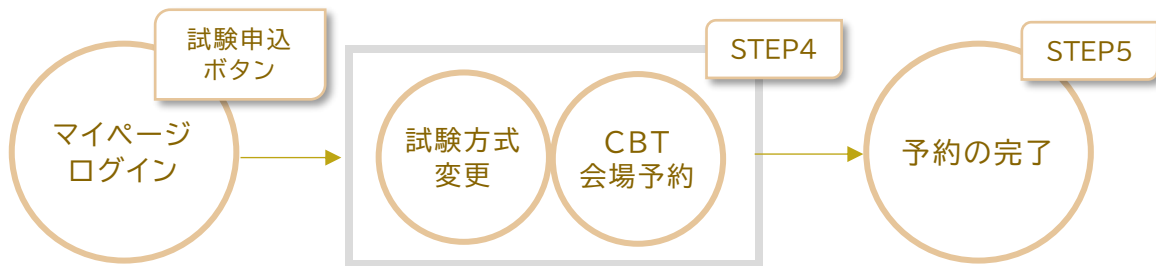 試験申込
ボタン
マイページ
ログイン
STEP4
試験方式
変更
CBT
会場予約
STEP5
予約の完了